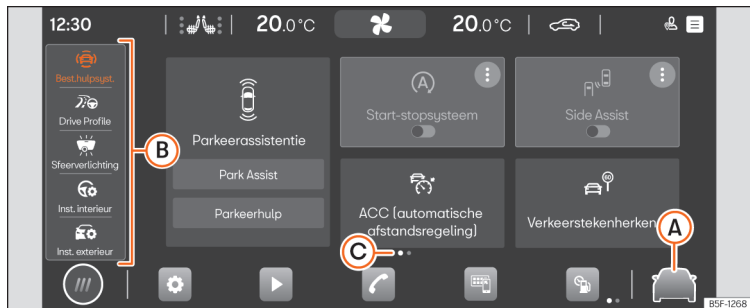 12:30
20.0°C
20.0°C
Best.hulpsyst.
Drive Profile
Sfeerverlichting
Inst. interieur
Inst. exterieur
B
Parkeerassistentie
Park Assist
Parkeerhulp
A
Start-stopsysteem
Side Assist
ACC (automatische
afstandsregeling)
60
Verkeerstekenherken
A
C
B5F-1268